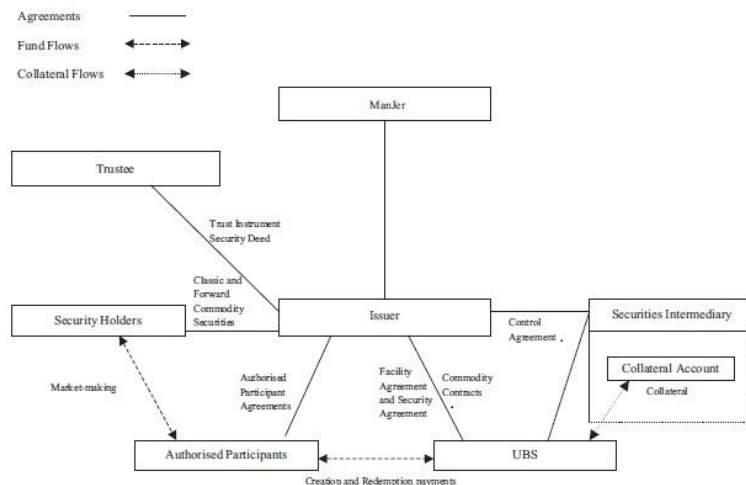 Agreements
Fund Flows
Collateral Flows
ManJer
Trustee
Trust Instrument
Security Deed
Classic and
Forward
Commodity
Securities
Security Holders
Issuer
Securities Intermediary
Control
Agreement .
Collateral Account
Collateral
Market-making
Authorised
Participant
Agreements
Facility
Agreement
and Security
Agreement
Commodity
Contracts
.
Authorised Participants
UBS
Creation and Redemption payments